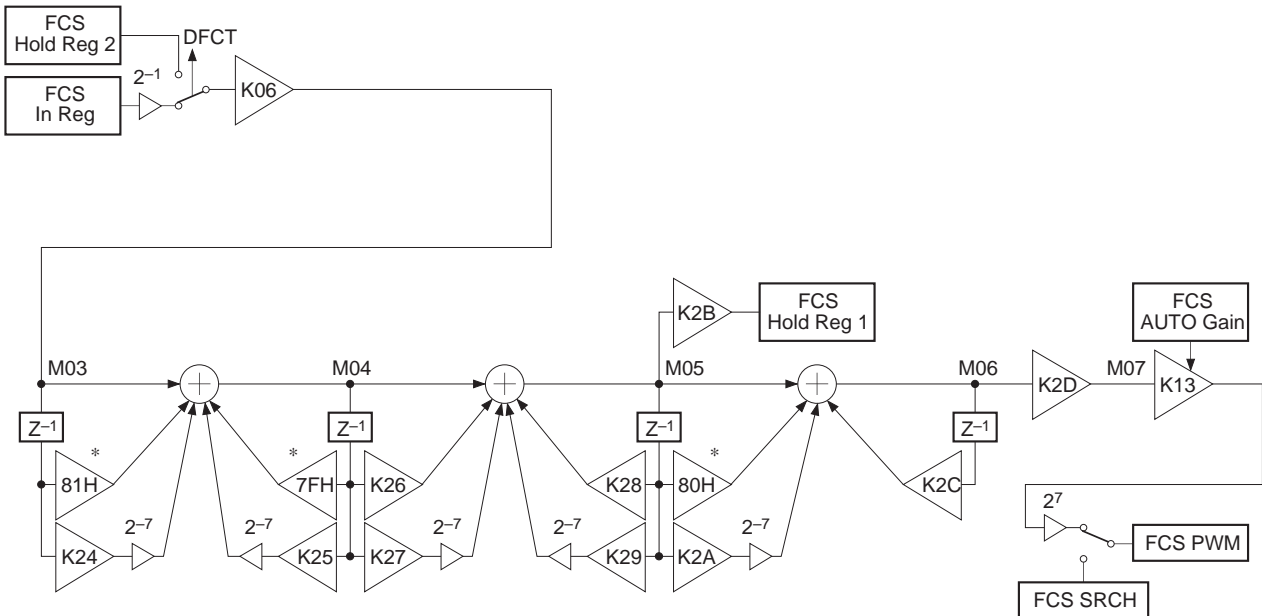 FCS
Hold Reg 2
DFCT
2⁻¹
FCS
In Reg
K06
K2B
FCS
Hold Reg 1
FCS
AUTO Gain
M03
M04
M05
M06
K2D
M07
K13
Z⁻¹
Z⁻¹
Z⁻¹
Z⁻¹
*
81H
*
7FH
K26
K28
*
80H
K2C
2⁻⁷
K24
2⁻⁷
K25
K27
2⁻⁷
2⁻⁷
K29
K2A
2⁻⁷
2⁷
FCS PWM
FCS SRCH